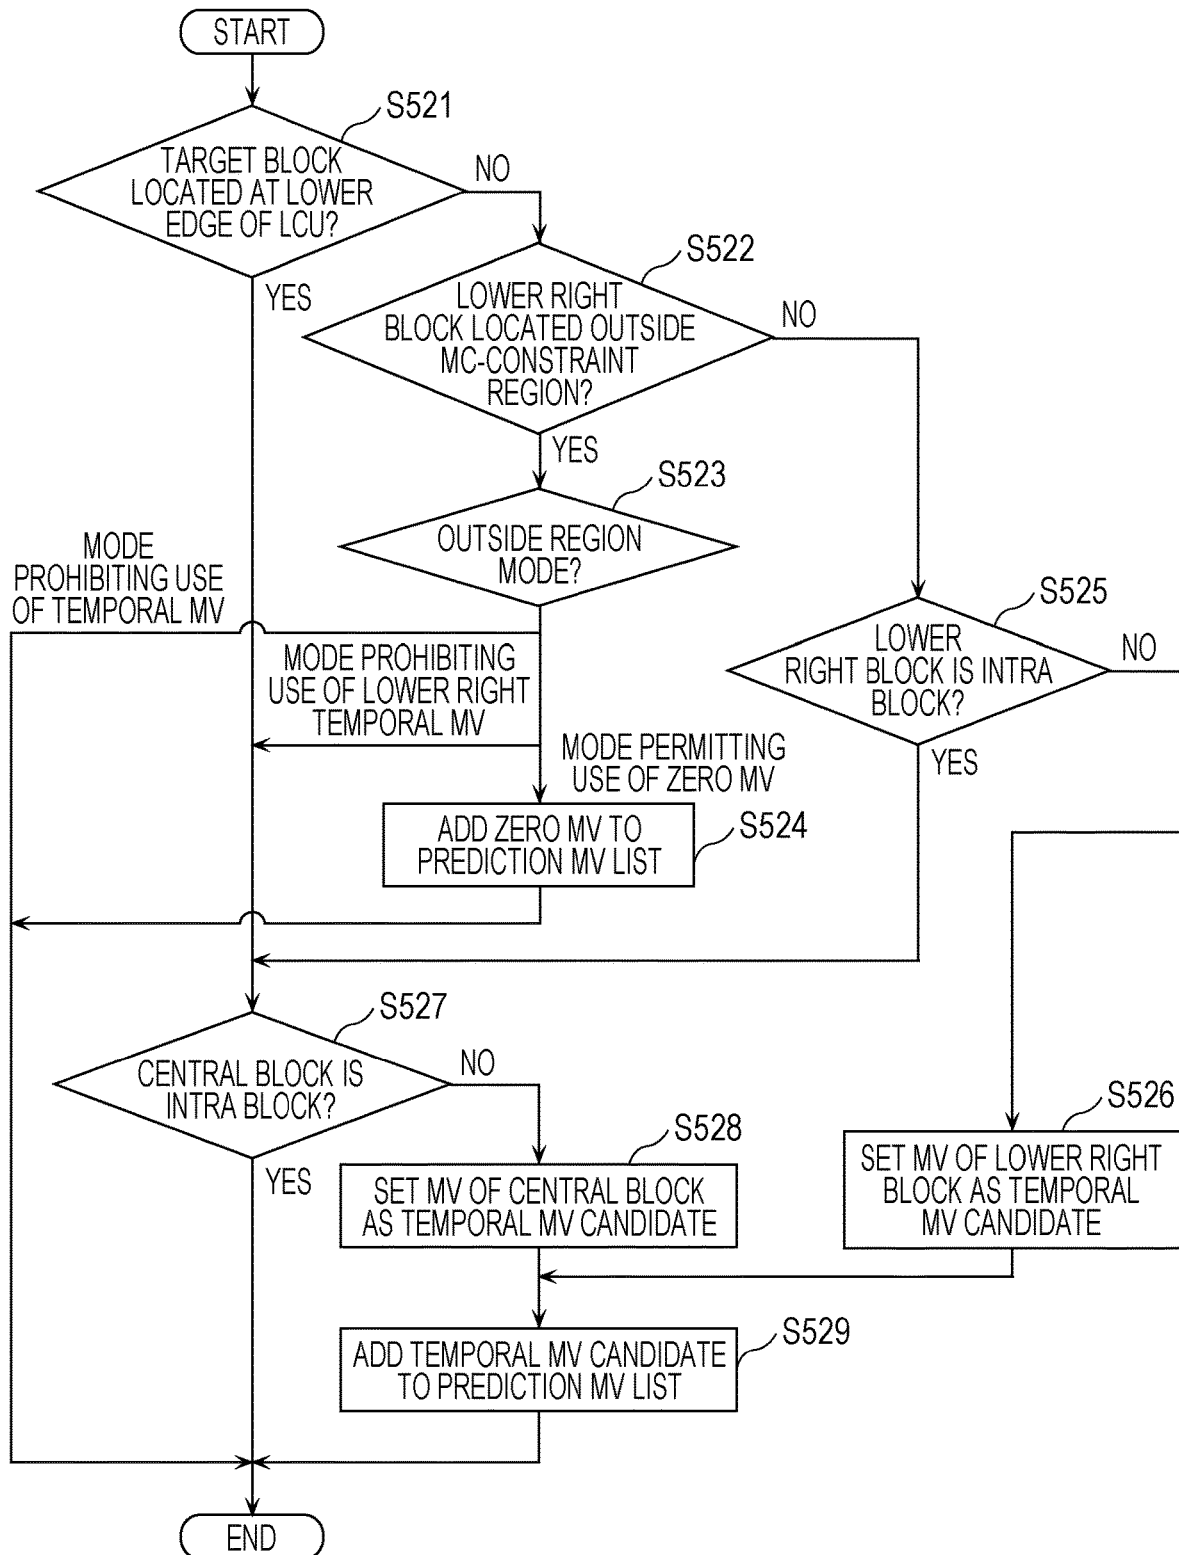 START
S521
TARGET BLOCK
LOCATED AT LOWER
EDGE OF LCU?
NO
YES
S522
LOWER RIGHT
BLOCK LOCATED OUTSIDE
MC-CONSTRAINT
REGION?
NO
YES
S523
OUTSIDE REGION
MODE?
MODE
PROHIBITING USE
OF TEMPORAL MV
MODE PROHIBITING
USE OF LOWER RIGHT
TEMPORAL MV
MODE PERMITTING
USE OF ZERO MV
S525
LOWER
RIGHT BLOCK IS INTRA
BLOCK?
NO
YES
ADD ZERO MV TO
PREDICTION MV LIST
S524
S527
CENTRAL BLOCK IS
INTRA BLOCK?
NO
YES
S528
SET MV OF CENTRAL BLOCK
AS TEMPORAL MV CANDIDATE
S526
SET MV OF LOWER RIGHT
BLOCK AS TEMPORAL
MV CANDIDATE
S529
ADD TEMPORAL MV CANDIDATE
TO PREDICTION MV LIST
END